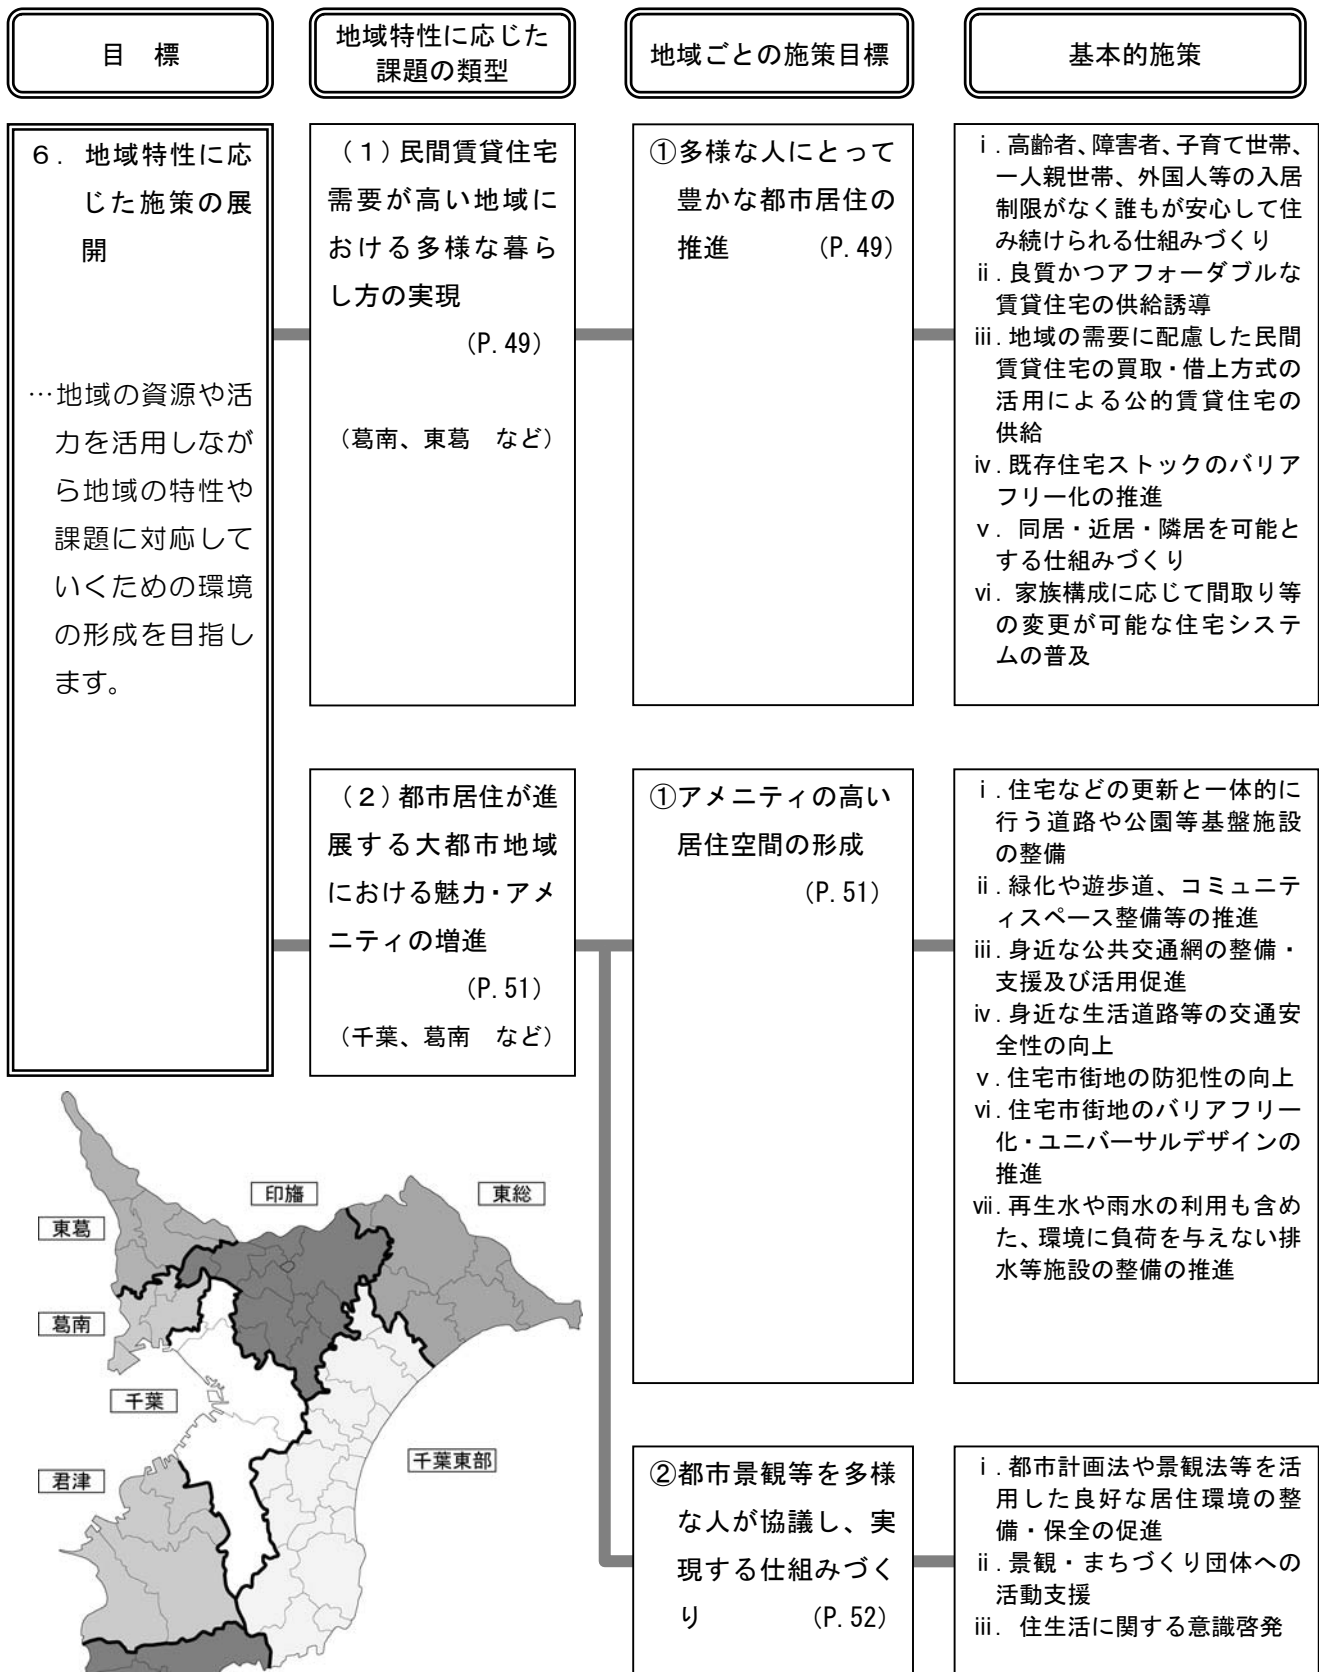 目　標
地域特性に応じた
課題の類型
地域ごとの施策目標
基本的施策
６．地域特性に応
じた施策の展
開
…地域の資源や活
力を活用しなが
ら地域の特性や
課題に対応して
いくための環境
の形成を目指し
ます。
（１）民間賃貸住宅
需要が高い地域に
おける多様な暮ら
し方の実現
（P.49）
（葛南、東葛　など）
①多様な人にとって
豊かな都市居住の
推進　　（P.49）
ⅰ．高齢者、障害者、子育て世帯、
一人親世帯、外国人等の入居
制限がなく誰もが安心して住
み続けられる仕組みづくり
ⅱ．良質かつアフォーダブルな
賃貸住宅の供給誘導
ⅲ．地域の需要に配慮した民間
賃貸住宅の買取・借上方式の
活用による公的賃貸住宅の
供給
ⅳ．既存住宅ストックのバリア
フリー化の推進
ⅴ．同居・近居・隣居を可能と
する仕組みづくり
ⅵ．家族構成に応じて間取り等
の変更が可能な住宅システ
ムの普及
（２）都市居住が進
展する大都市地域
における魅力・アメ
ニティの増進
（P.51）
（千葉、葛南　など）
①アメニティの高い
居住空間の形成
（P.51）
ⅰ．住宅などの更新と一体的に
行う道路や公園等基盤施設
の整備
ⅱ．緑化や遊歩道、コミュニテ
ィスペース整備等の推進
ⅲ．身近な公共交通網の整備・
支援及び活用促進
ⅳ．身近な生活道路等の交通安
全性の向上
ⅴ．住宅市街地の防犯性の向上
ⅵ．住宅市街地のバリアフリー
化・ユニバーサルデザインの
推進
ⅶ．再生水や雨水の利用も含め
た、環境に負荷を与えない排
水等施設の整備の推進
②都市景観等を多様
な人が協議し、実
現する仕組みづく
り　　（P.52）
ⅰ．都市計画法や景観法等を活
用した良好な居住環境の整
備・保全の促進
ⅱ．景観・まちづくり団体への
活動支援
ⅲ．住生活に関する意識啓発
印旛
東総
東葛
葛南
千葉
千葉東部
君津